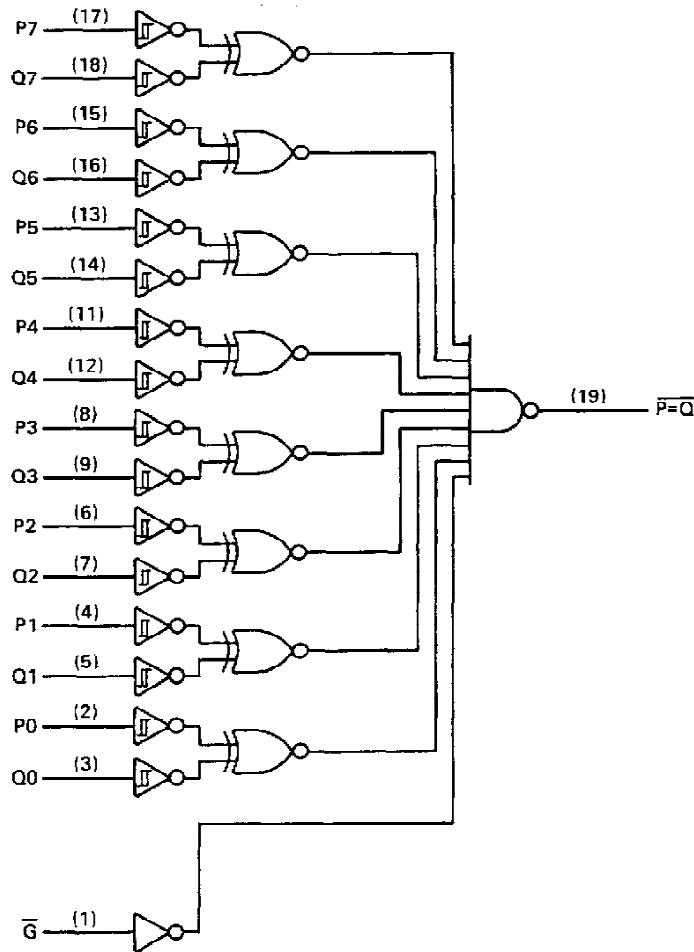 P7 (17)
Q7 (18)
P6 (15)
Q6 (16)
P5 (13)
Q5 (14)
P4 (11)
Q4 (12)
P3 (8)
Q3 (9)
P2 (6)
Q2 (7)
P1 (4)
Q1 (5)
P0 (2)
Q0 (3)
G̅ (1)
(19) P̅=̅Q̅